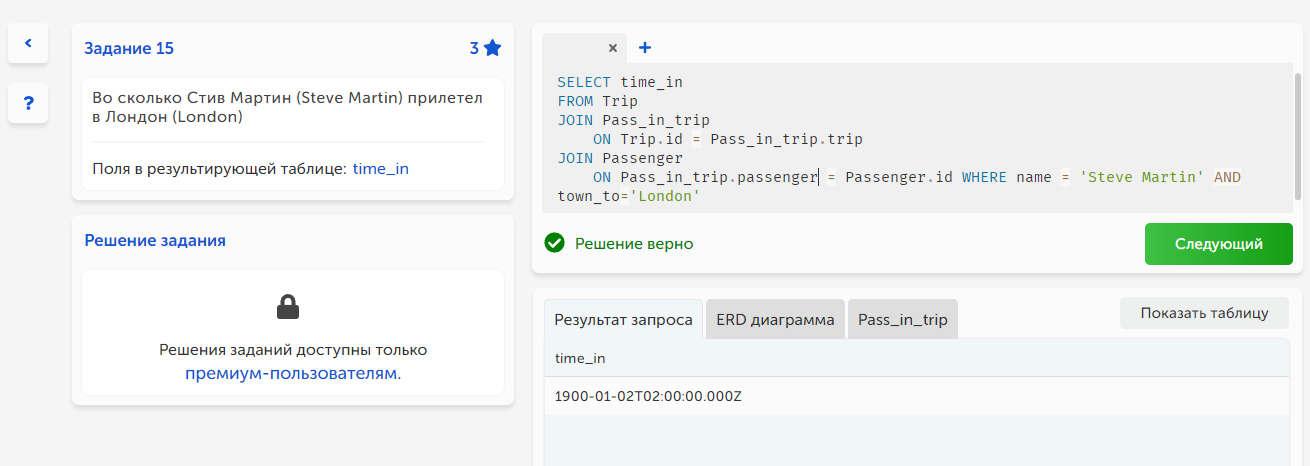 Задание 15
3
Во сколько Стив Мартин (Steve Martin) прилетел
в Лондон (London)
Поля в результирующей таблице: time_in
Решение задания
Решения заданий доступны только
премиум-пользователям.
SELECT time_in
FROM Trip
JOIN Pass_in_trip
ON Trip.id = Pass_in_trip.trip
JOIN Passenger
ON Pass_in_trip.passenger = Passenger.id WHERE name = 'Steve Martin' AND
town_to='London'
Решение верно
Следующий
Результат запроса
ERD диаграмма
Pass_in_trip
Показать таблицу
time_in
1900-01-02T02:00:00.000Z